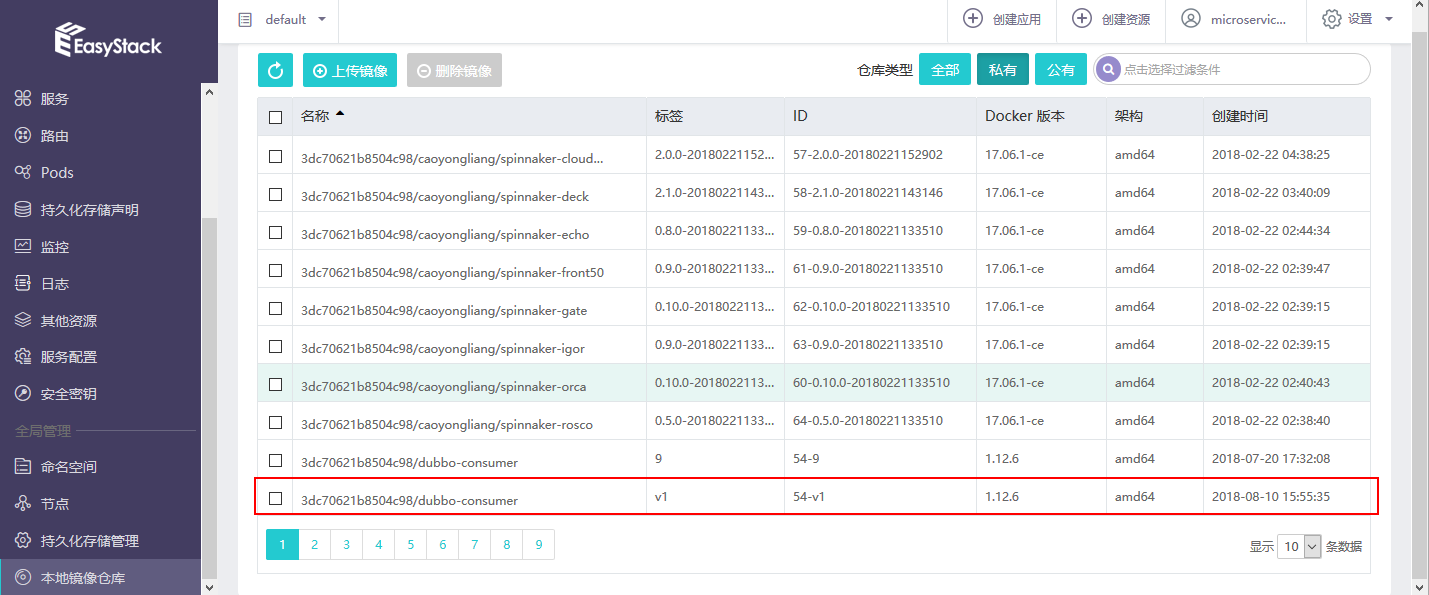 EasyStack
default
创建应用
创建资源
microservic...
设置
服务
路由
Pods
持久化存储声明
监控
日志
其他资源
服务配置
安全密钥
全局管理
命名空间
节点
持久化存储管理
本地镜像仓库
上传镜像 删除镜像 仓库类型 全部 私有 公有 点击选择过滤条件
名称 标签 ID Docker 版本 架构 创建时间
3dc70621b8504c98/caoyongliang/spinnaker-cloud... 2.0.0-20180221152... 57-2.0.0-20180221152902 17.06.1-ce amd64 2018-02-22 04:38:25
3dc70621b8504c98/caoyongliang/spinnaker-deck 2.1.0-20180221143... 58-2.1.0-20180221143146 17.06.1-ce amd64 2018-02-22 03:40:09
3dc70621b8504c98/caoyongliang/spinnaker-echo 0.8.0-20180221133... 59-0.8.0-20180221133510 17.06.1-ce amd64 2018-02-22 02:44:34
3dc70621b8504c98/caoyongliang/spinnaker-front50 0.9.0-20180221133... 61-0.9.0-20180221133510 17.06.1-ce amd64 2018-02-22 02:39:47
3dc70621b8504c98/caoyongliang/spinnaker-gate 0.10.0-2018022113... 62-0.10.0-20180221133510 17.06.1-ce amd64 2018-02-22 02:39:15
3dc70621b8504c98/caoyongliang/spinnaker-igor 0.9.0-20180221133... 63-0.9.0-20180221133510 17.06.1-ce amd64 2018-02-22 02:39:15
3dc70621b8504c98/caoyongliang/spinnaker-orca 0.10.0-2018022113... 60-0.10.0-20180221133510 17.06.1-ce amd64 2018-02-22 02:40:43
3dc70621b8504c98/caoyongliang/spinnaker-rosco 0.5.0-20180221133... 64-0.5.0-20180221133510 17.06.1-ce amd64 2018-02-22 02:38:40
3dc70621b8504c98/dubbo-consumer 9 54-9 1.12.6 amd64 2018-07-20 17:32:08
3dc70621b8504c98/dubbo-consumer v1 54-v1 1.12.6 amd64 2018-08-10 15:55:35
1 2 3 4 5 6 7 8 9 显示 10 条数据